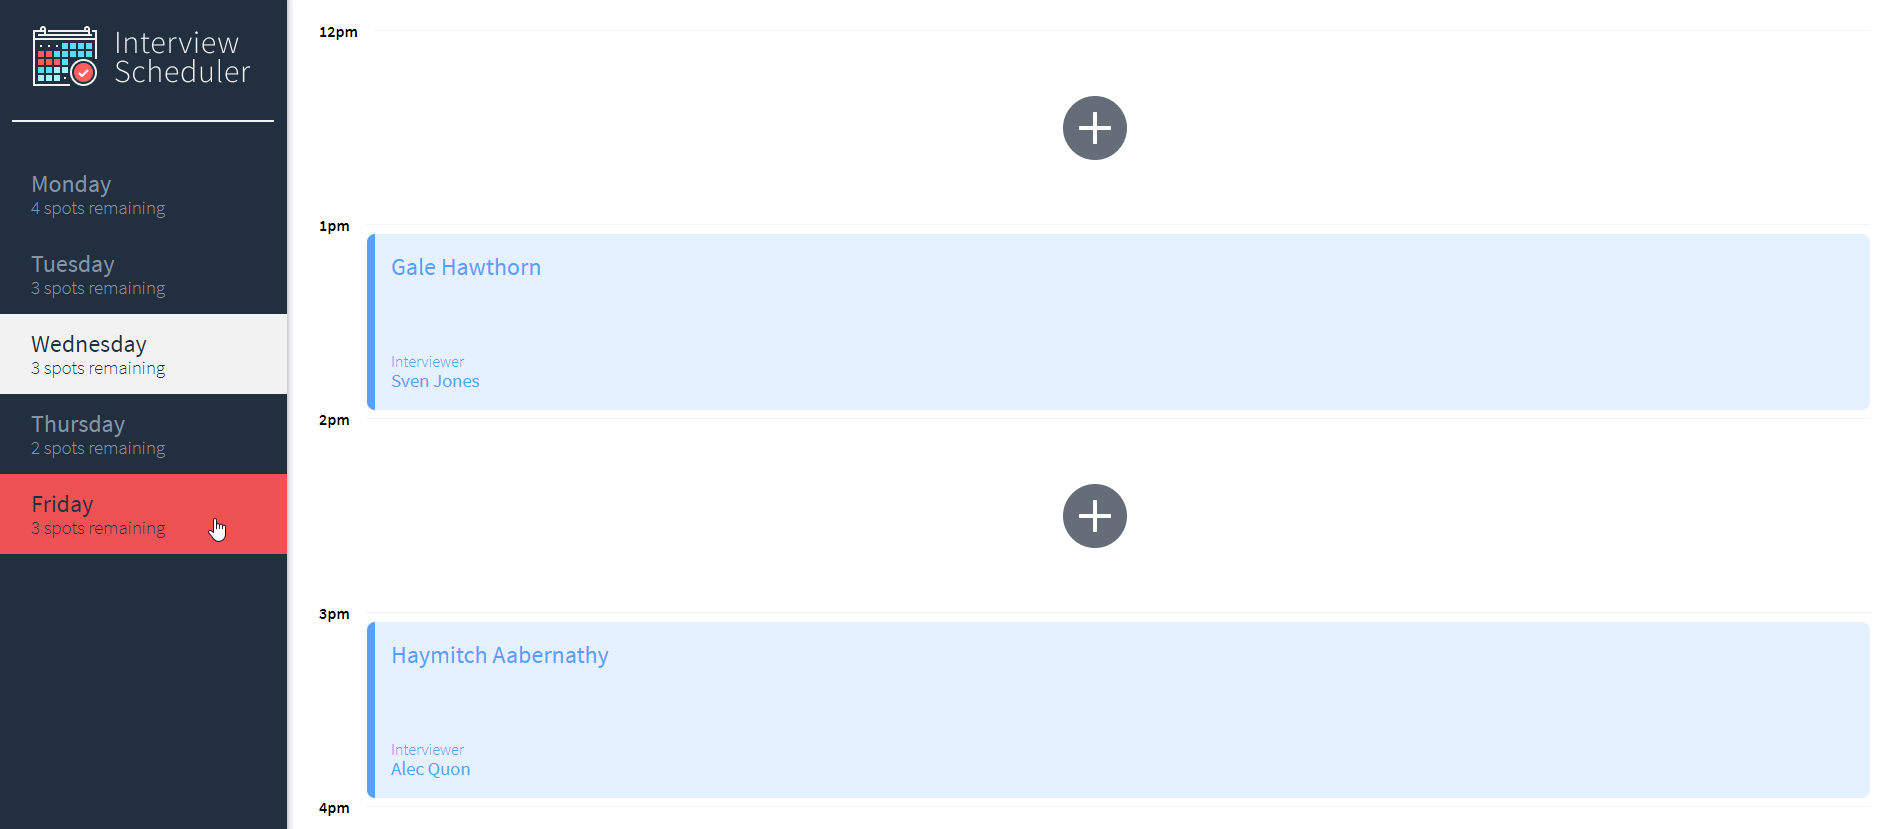 Interview
Scheduler
Monday
4 spots remaining
Tuesday
3 spots remaining
Wednesday
3 spots remaining
Thursday
2 spots remaining
Friday
3 spots remaining
12pm
1pm
Gale Hawthorn
Interviewer
Sven Jones
2pm
3pm
Haymitch Aabernathy
Interviewer
Alec Quon
4pm